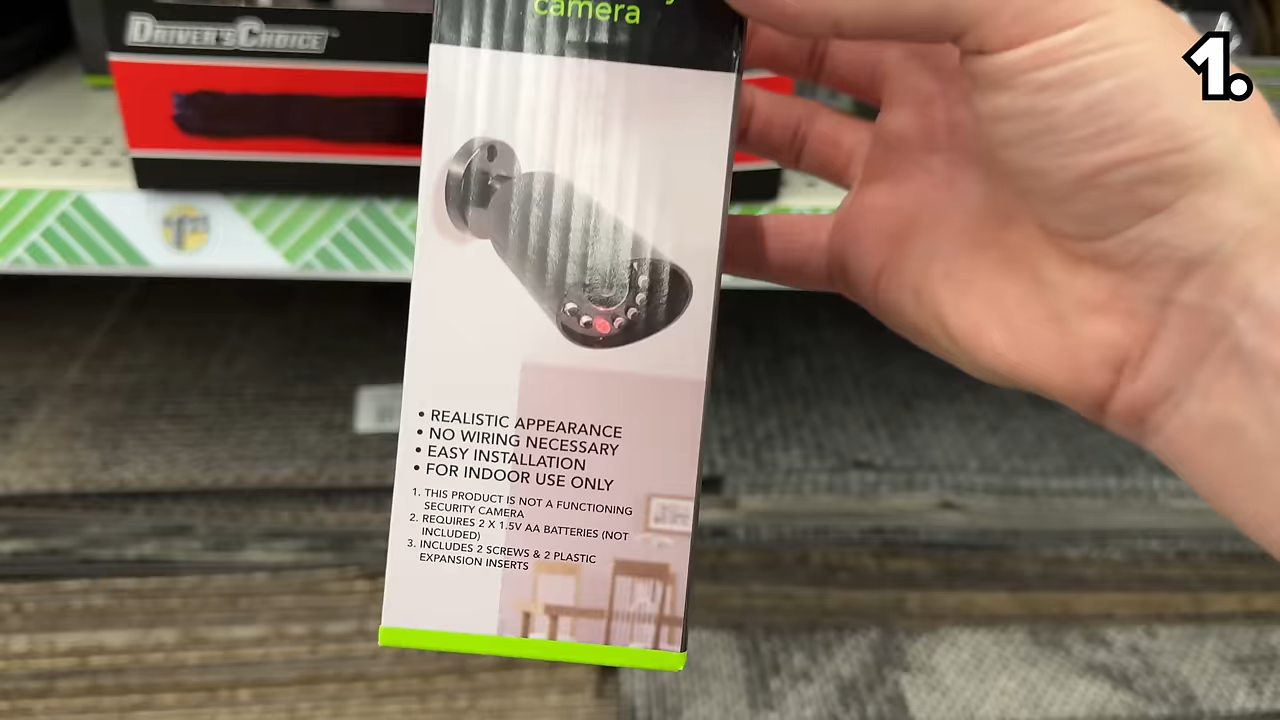 camera
DRIVER'S CHOICE
1.
• REALISTIC APPEARANCE
• NO WIRING NECESSARY
• EASY INSTALLATION
• FOR INDOOR USE ONLY
1. THIS PRODUCT IS NOT A FUNCTIONING
SECURITY CAMERA
2. REQUIRES 2 X 1.5V AA BATTERIES (NOT
INCLUDED)
3. INCLUDES 2 SCREWS & 2 PLASTIC
EXPANSION INSERTS